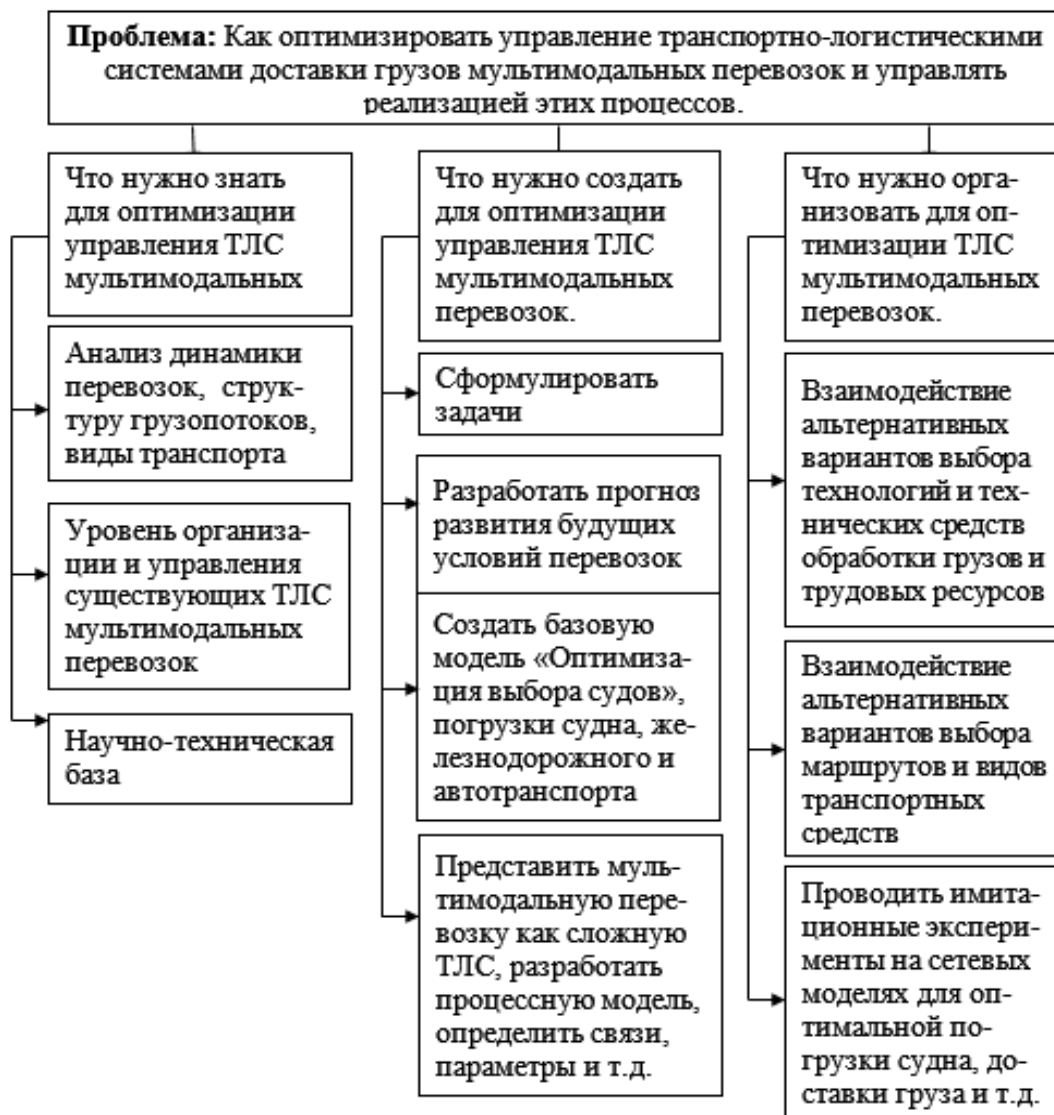 Проблема: Как оптимизировать управление транспортно-логистическими
системами доставки грузов мультимодальных перевозок и управлять
реализацией этих процессов.
Что нужно знать
для оптимизации
управления ТЛС
мультимодальных
Анализ динамики
перевозок, струк-
туру грузопотоков,
виды транспорта
Уровень организа-
ции и управления
существующих ТЛС
мультимодальных
перевозок
Научно-техническая
база
Что нужно создать
для оптимизации
управления ТЛС
мультимодальных
перевозок.
Сформулировать
задачи
Разработать прогноз
развития будущих
условий перевозок
Создать базовую
модель «Оптимиза-
ция выбора судов»,
погрузки судна, же-
лезнодорожного и
автотранспорта
Представить муль-
тимодальную пере-
возку как сложную
ТЛС, разработать
процессную модель,
определить связи,
параметры и т.д.
Что нужно орга-
низовать для оп-
тимизации ТЛС
мультимодальных
перевозок.
Взаимодействие
альтернативных
вариантов выбора
технологий и тех-
нических средств
обработки грузов и
трудовых ресурсов
Взаимодействие
альтернативных
вариантов выбора
маршрутов и видов
транспортных
средств
Проводить имита-
ционные экспери-
менты на сетевых
моделях для оп-
тимальной по-
грузки судна, до-
ставки груза и т.д.